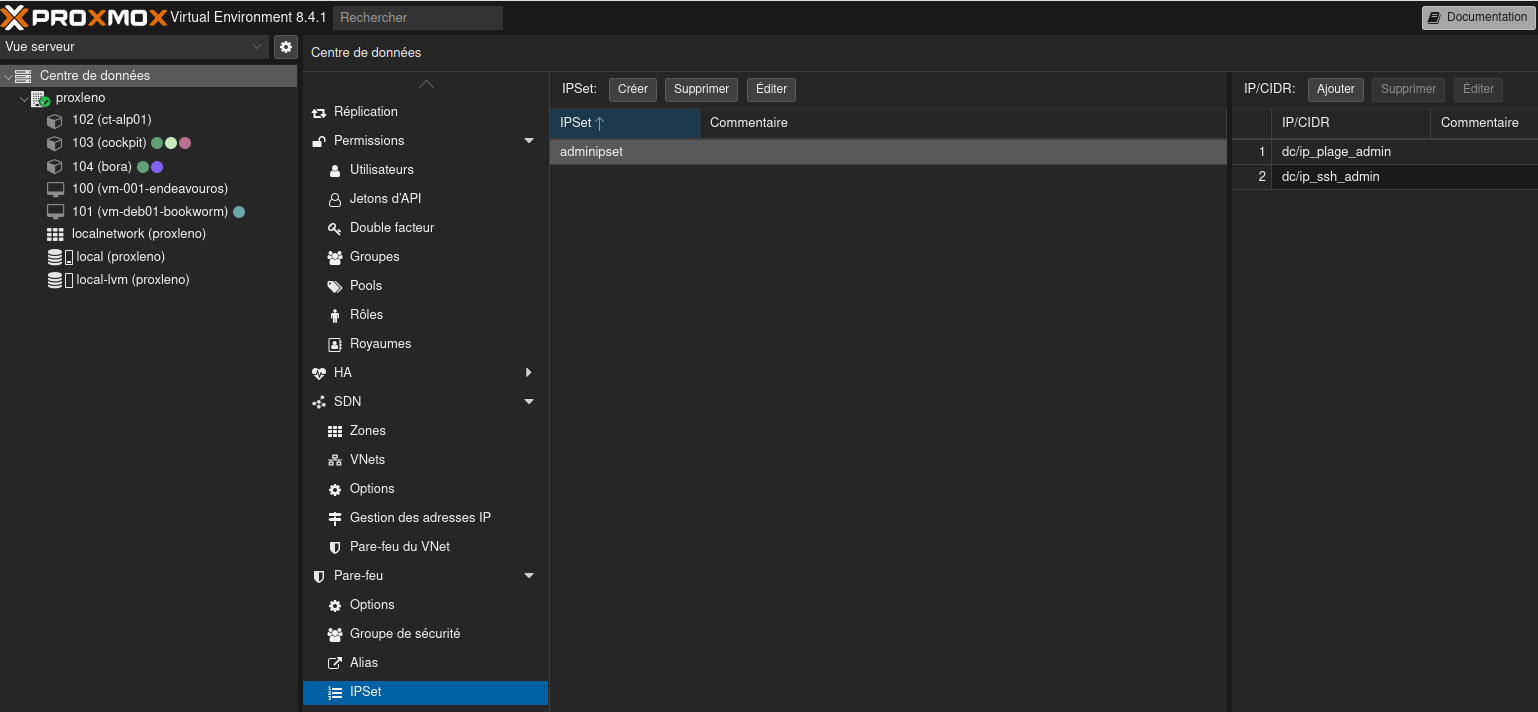 PROXMOX Virtual Environment 8.4.1 Rechercher Documentation
Vue serveur
Centre de données
proxleno
102 (ct-alp01)
103 (cockpit)
104 (bora)
100 (vm-001-endeavouros)
101 (vm-deb01-bookworm)
localnetwork (proxleno)
local (proxleno)
local-lvm (proxleno)
Centre de données
Réplication
Permissions
Utilisateurs
Jetons d'API
Double facteur
Groupes
Pools
Rôles
Royaumes
HA
SDN
Zones
VNets
Options
Gestion des adresses IP
Pare-feu du VNet
Pare-feu
Options
Groupe de sécurité
Alias
IPSet
IPSet: Créer Supprimer Éditer
IPSet Commentaire
adminipset
IP/CIDR: Ajouter Supprimer Éditer
IP/CIDR Commentaire
1 dc/ip_plage_admin
2 dc/ip_ssh_admin